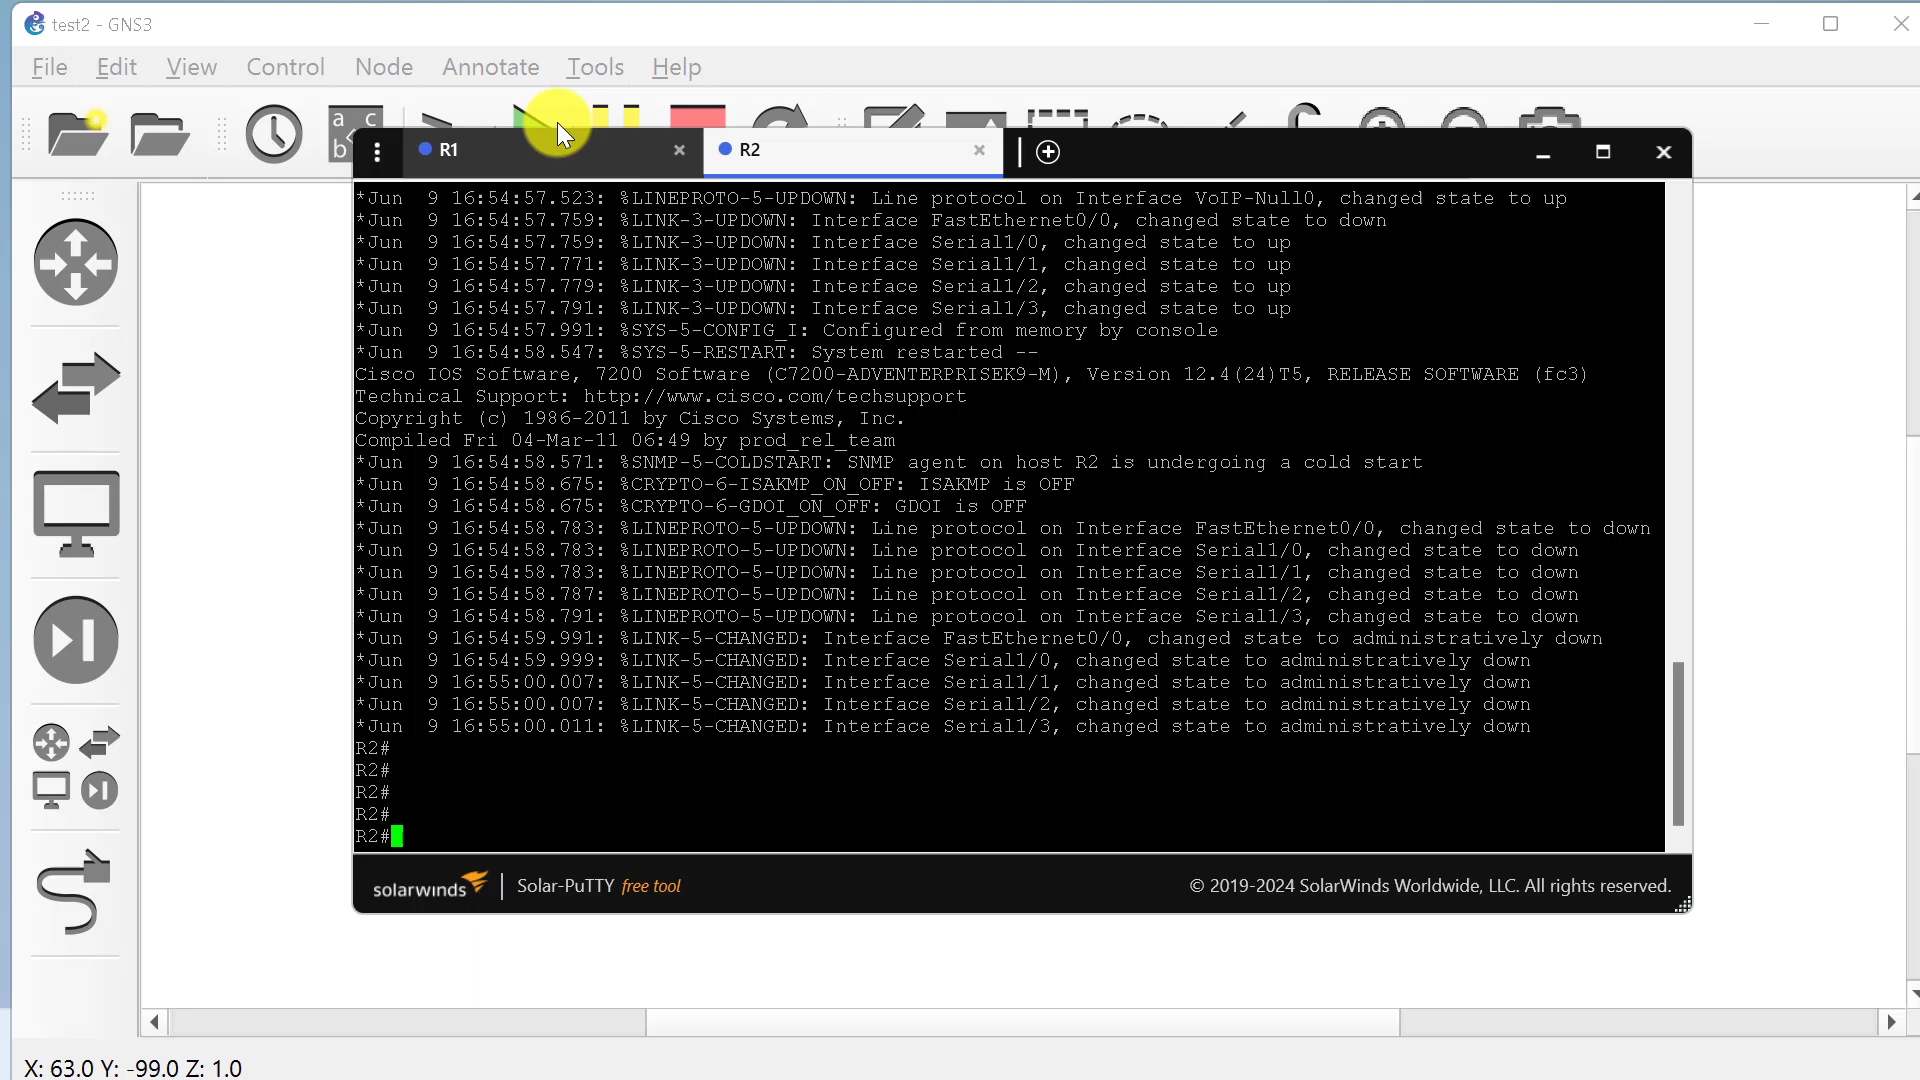 test2 - GNS3
File Edit View Control Node Annotate Tools Help
a c
b
R1 R2
*Jun  9 16:54:57.523: %LINEPROTO-5-UPDOWN: Line protocol on Interface VoIP-Null0, changed state to up
*Jun  9 16:54:57.759: %LINK-3-UPDOWN: Interface FastEthernet0/0, changed state to down
*Jun  9 16:54:57.759: %LINK-3-UPDOWN: Interface Serial1/0, changed state to up
*Jun  9 16:54:57.771: %LINK-3-UPDOWN: Interface Serial1/1, changed state to up
*Jun  9 16:54:57.779: %LINK-3-UPDOWN: Interface Serial1/2, changed state to up
*Jun  9 16:54:57.791: %LINK-3-UPDOWN: Interface Serial1/3, changed state to up
*Jun  9 16:54:57.991: %SYS-5-CONFIG_I: Configured from memory by console
*Jun  9 16:54:58.547: %SYS-5-RESTART: System restarted --
Cisco IOS Software, 7200 Software (C7200-ADVENTERPRISEK9-M), Version 12.4(24)T5, RELEASE SOFTWARE (fc3)
Technical Support: http://www.cisco.com/techsupport
Copyright (c) 1986-2011 by Cisco Systems, Inc.
Compiled Fri 04-Mar-11 06:49 by prod_rel_team
*Jun  9 16:54:58.571: %SNMP-5-COLDSTART: SNMP agent on host R2 is undergoing a cold start
*Jun  9 16:54:58.675: %CRYPTO-6-ISAKMP_ON_OFF: ISAKMP is OFF
*Jun  9 16:54:58.675: %CRYPTO-6-GDOI_ON_OFF: GDOI is OFF
*Jun  9 16:54:58.783: %LINEPROTO-5-UPDOWN: Line protocol on Interface FastEthernet0/0, changed state to down
*Jun  9 16:54:58.783: %LINEPROTO-5-UPDOWN: Line protocol on Interface Serial1/0, changed state to down
*Jun  9 16:54:58.783: %LINEPROTO-5-UPDOWN: Line protocol on Interface Serial1/1, changed state to down
*Jun  9 16:54:58.787: %LINEPROTO-5-UPDOWN: Line protocol on Interface Serial1/2, changed state to down
*Jun  9 16:54:58.791: %LINEPROTO-5-UPDOWN: Line protocol on Interface Serial1/3, changed state to down
*Jun  9 16:54:59.991: %LINK-5-CHANGED: Interface FastEthernet0/0, changed state to administratively down
*Jun  9 16:54:59.999: %LINK-5-CHANGED: Interface Serial1/0, changed state to administratively down
*Jun  9 16:55:00.007: %LINK-5-CHANGED: Interface Serial1/1, changed state to administratively down
*Jun  9 16:55:00.007: %LINK-5-CHANGED: Interface Serial1/2, changed state to administratively down
*Jun  9 16:55:00.011: %LINK-5-CHANGED: Interface Serial1/3, changed state to administratively down
R2#
R2#
R2#
R2#
R2#
solarwinds Solar-PuTTY free tool © 2019-2024 SolarWinds Worldwide, LLC. All rights reserved.
X: 63.0 Y: -99.0 Z: 1.0